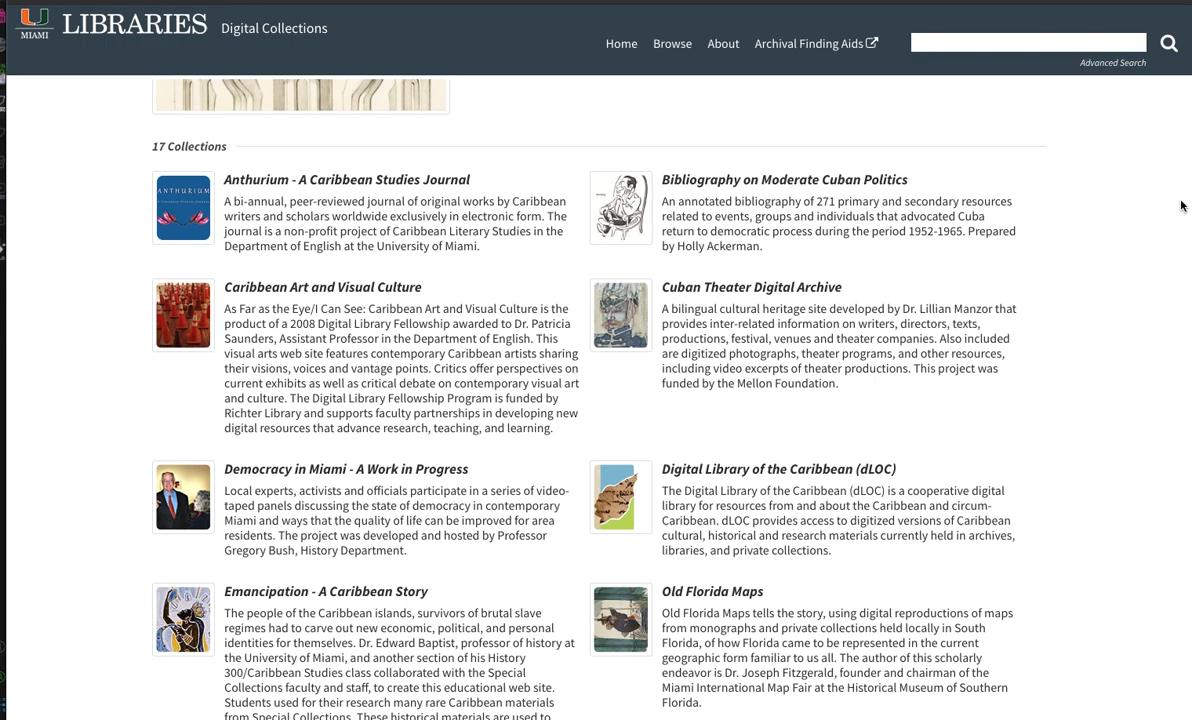 MIAMI
LIBRARIES
Digital Collections
Home
Browse
About
Archival Finding Aids
Advanced Search
17 Collections
ANTHURIUM
Anthurium - A Caribbean Studies Journal
A bi-annual, peer-reviewed journal of original works by Caribbean
writers and scholars worldwide exclusively in electronic form. The
journal is a non-profit project of Caribbean Literary Studies in the
Department of English at the University of Miami.
Bibliography on Moderate Cuban Politics
An annotated bibliography of 271 primary and secondary resources
related to events, groups and individuals that advocated Cuba
return to democratic process during the period 1952-1965. Prepared
by Holly Ackerman.
Caribbean Art and Visual Culture
As Far as the Eye/I Can See: Caribbean Art and Visual Culture is the
product of a 2008 Digital Library Fellowship awarded to Dr. Patricia
Saunders, Assistant Professor in the Department of English. This
visual arts web site features contemporary Caribbean artists sharing
their visions, voices and vantage points. Critics offer perspectives on
current exhibits as well as critical debate on contemporary visual art
and culture. The Digital Library Fellowship Program is funded by
Richter Library and supports faculty partnerships in developing new
digital resources that advance research, teaching, and learning.
Cuban Theater Digital Archive
A bilingual cultural heritage site developed by Dr. Lillian Manzor that
provides inter-related information on writers, directors, texts,
productions, festival, venues and theater companies. Also included
are digitized photographs, theater programs, and other resources,
including video excerpts of theater productions. This project was
funded by the Mellon Foundation.
Democracy in Miami - A Work in Progress
Local experts, activists and officials participate in a series of video-
taped panels discussing the state of democracy in contemporary
Miami and ways that the quality of life can be improved for area
residents. The project was developed and hosted by Professor
Gregory Bush, History Department.
Digital Library of the Caribbean (dLOC)
The Digital Library of the Caribbean (dLOC) is a cooperative digital
library for resources from and about the Caribbean and circum-
Caribbean. dLOC provides access to digitized versions of Caribbean
cultural, historical and research materials currently held in archives,
libraries, and private collections.
Emancipation - A Caribbean Story
The people of the Caribbean islands, survivors of brutal slave
regimes had to carve out new economic, political, and personal
identities for themselves. Dr. Edward Baptist, professor of history at
the University of Miami, and another section of his History
300/Caribbean Studies class collaborated with the Special
Collections faculty and staff, to create this educational web site.
Students used for their research many rare Caribbean materials
from Special Collections. These historical materials are used to
Old Florida Maps
Old Florida Maps tells the story, using digital reproductions of maps
from monographs and private collections held locally in South
Florida, of how Florida came to be represented in the current
geographic form familiar to us all. The author of this scholarly
endeavor is Dr. Joseph Fitzgerald, founder and chairman of the
Miami International Map Fair at the Historical Museum of Southern
Florida.